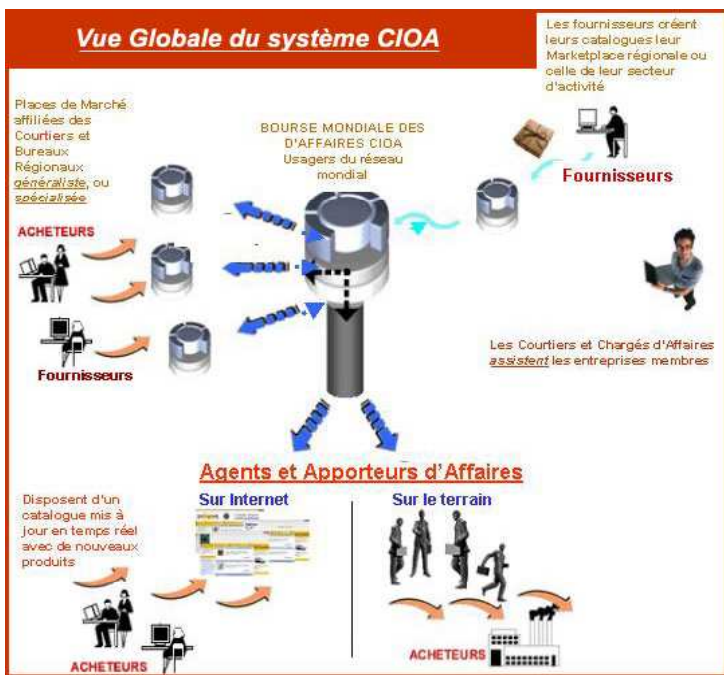 Vue Globale du système CIOA
Les fournisseurs créent
leurs catalogues leur
Marketplace régionale ou
celle de leur secteur
d'activité
Places de Marché
affiliées des
Courtiers et
Bureaux
Régionaux
généraliste, ou
spécialisée
BOURSE MONDIALE DES
D'AFFAIRES CIOA
Usagers du réseau
mondial
Fournisseurs
ACHETEURS
Fournisseurs
Les Courtiers et Chargés d'Affaires
assistent les entreprises membres
Agents et Apporteurs d'Affaires
Disposent d'un
catalogue mis à
jour en temps réel
avec de nouveaux
produits
Sur Internet
Sur le terrain
ACHETEURS
ACHETEURS